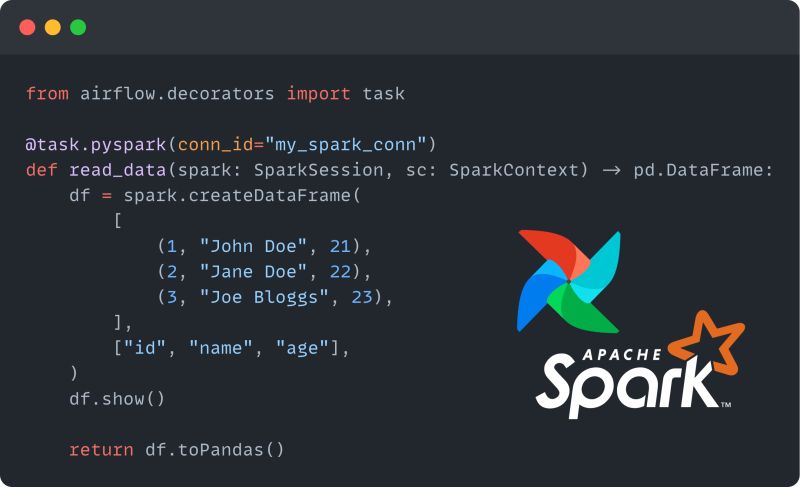 from airflow.decorators import task

@task.pyspark(conn_id="my_spark_conn")
def read_data(spark: SparkSession, sc: SparkContext) → pd.DataFrame:
    df = spark.createDataFrame(
        [
            (1, "John Doe", 21),
            (2, "Jane Doe", 22),
            (3, "Joe Bloggs", 23),
        ],
        ["id", "name", "age"],
    )
    df.show()

    return df.toPandas()
APACHE
Spark™